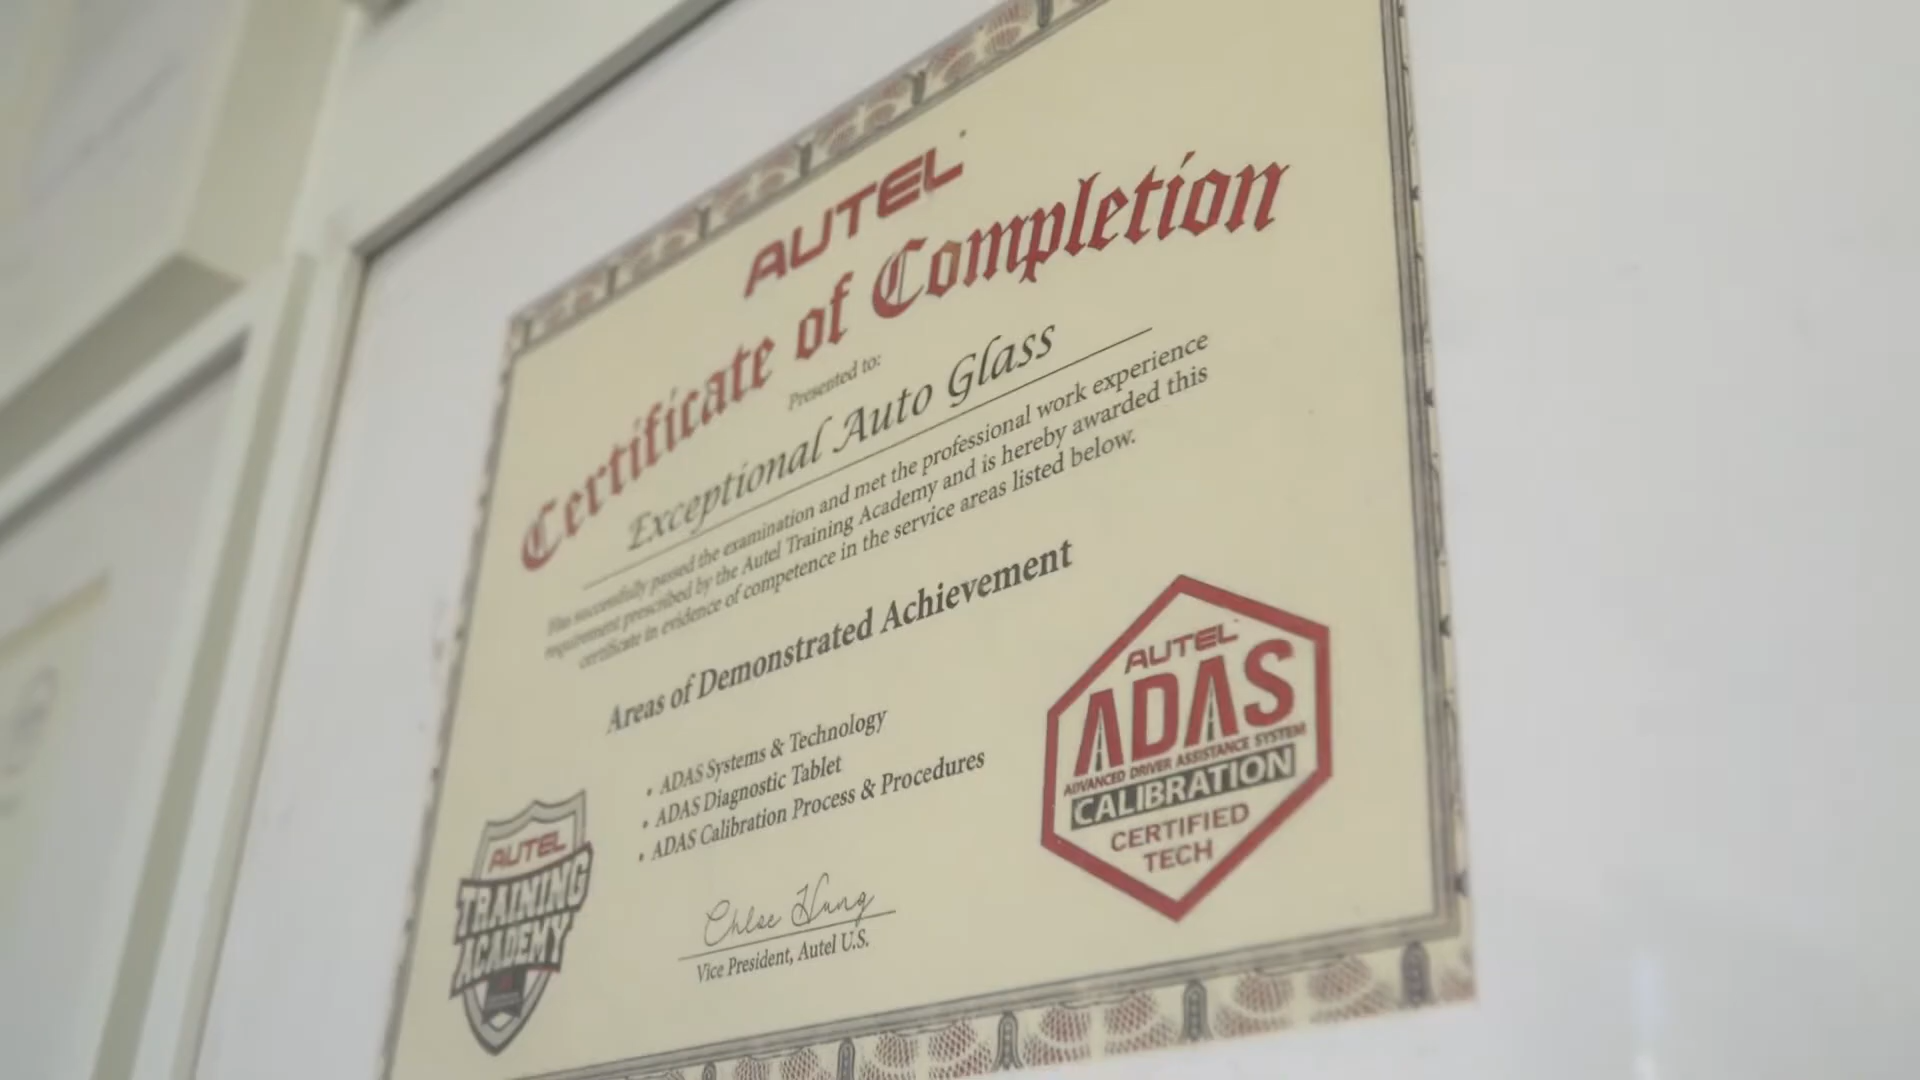 AUTEL
Certificate of Completion
Presented to:
Exceptional Auto Glass
Has successfully passed the examination and met the professional work experience
requirement prescribed by the Autel Training Academy and is hereby awarded this
certificate in evidence of competence in the service areas listed below.
Areas of Demonstrated Achievement
• ADAS Systems & Technology
• ADAS Diagnostic Tablet
• ADAS Calibration Process & Procedures
AUTEL
TRAINING
ACADEMY
Chloe Hung
Vice President, Autel U.S.
AUTEL
ADAS
ADVANCED DRIVER ASSISTANCE SYSTEM
CALIBRATION
CERTIFIED
TECH